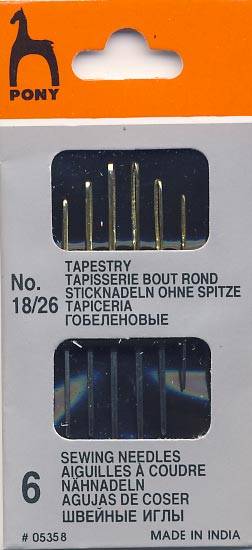 PONY
No.
18/26
TAPESTRY
TAPISSERIE BOUT ROND
STICKNADELN OHNE SPITZE
TAPICERIA
ГОБЕЛЕНОВЫЕ
6
SEWING NEEDLES
AIGUILLES À COUDRE
NÄHNADELN
AGUJAS DE COSER
ШВЕЙНЫЕ ИГЛЫ
# 05358
MADE IN INDIA